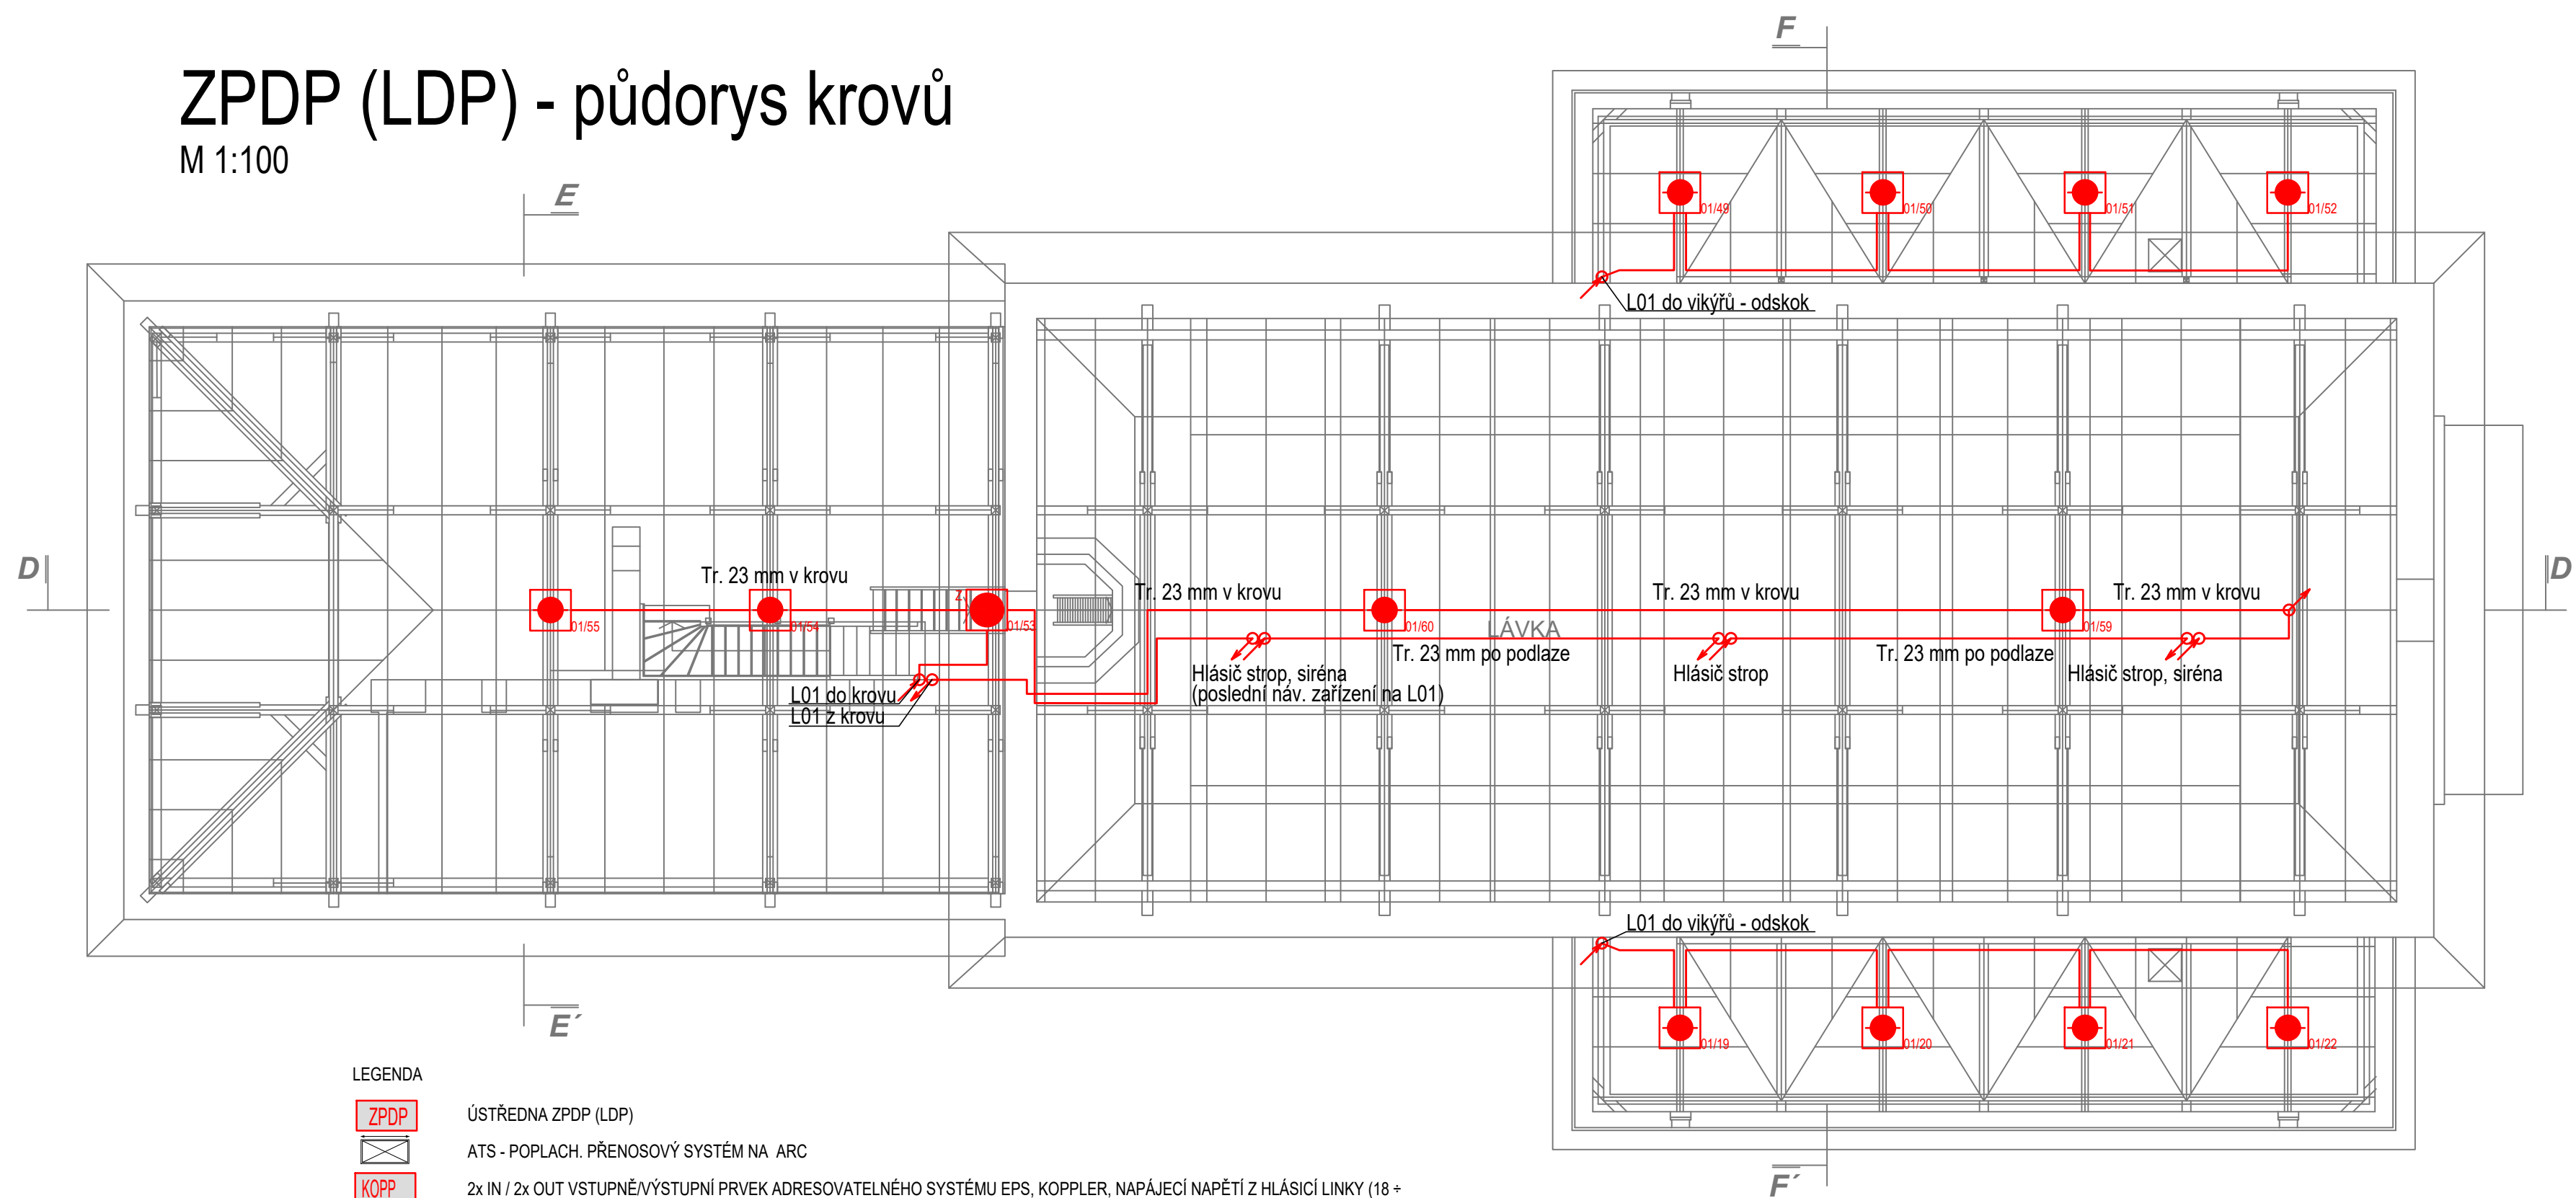 F
ZPDP (LDP) - půdorys krovů
M 1:100
E
01/49
01/50
01/51
01/52
L01 do vikýřů - odskok
D
D
Tr. 23 mm v krovu
Tr. 23 mm v krovu
Tr. 23 mm v krovu
Tr. 23 mm v krovu
Z
01/55
01/54
01/53
01/60
LÁVKA
01/59
Tr. 23 mm po podlaze
Tr. 23 mm po podlaze
Hlásič strop, siréna
(poslední náv. zařízení na L01)
Hlásič strop
Hlásič strop, siréna
L01 do krovu
L01 z krovu
L01 do vikýřů - odskok
E´
01/19
01/20
01/21
01/22
LEGENDA
ZPDP
ÚSTŘEDNA ZPDP (LDP)
ATS - POPLACH. PŘENOSOVÝ SYSTÉM NA ARC
KOPP
2x IN / 2x OUT VSTUPNĚ/VÝSTUPNÍ PRVEK ADRESOVATELNÉHO SYSTÉMU EPS, KOPPLER, NAPÁJECÍ NAPĚTÍ Z HLÁSICÍ LINKY (18 ÷
F´